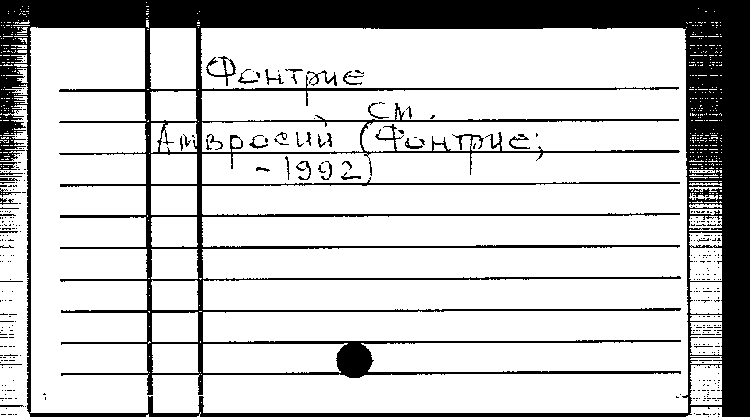 Фонтрие
см.
Амвросий (Фонтрие;
- 1992)